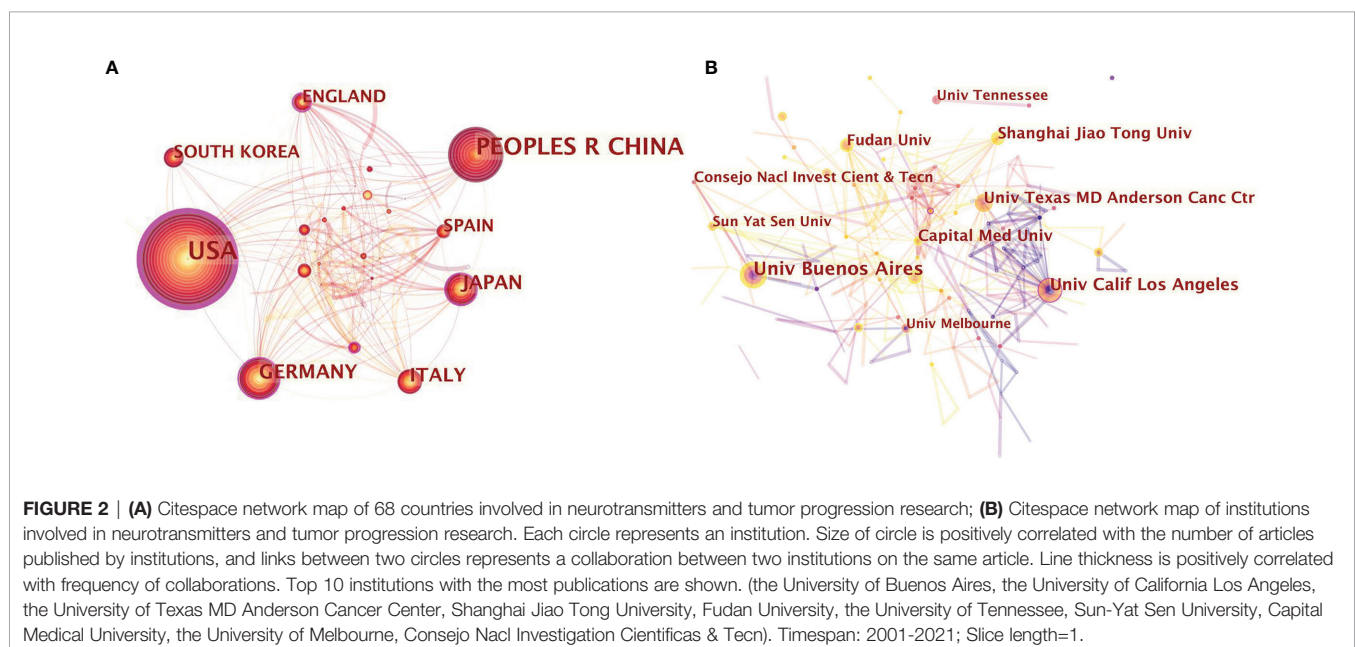 A
B
ENGLAND
PEOPLES R CHINA
SOUTH KOREA
USA
SPAIN
JAPAN
GERMANY
ITALY
Univ Tennessee
Fudan Univ
Shanghai Jiao Tong Univ
Consejo Nacl Invest Cient & Tecn
Univ Texas MD Anderson Canc Ctr
Sun Yat Sen Univ
Capital Med Univ
Univ Buenos Aires
Univ Calif Los Angeles
Univ Melbourne
FIGURE 2 | (A) Citespace network map of 68 countries involved in neurotransmitters and tumor progression research; (B) Citespace network map of institutions
involved in neurotransmitters and tumor progression research. Each circle represents an institution. Size of circle is positively correlated with the number of articles
published by institutions, and links between two circles represents a collaboration between two institutions on the same article. Line thickness is positively correlated
with frequency of collaborations. Top 10 institutions with the most publications are shown. (the University of Buenos Aires, the University of California Los Angeles,
the University of Texas MD Anderson Cancer Center, Shanghai Jiao Tong University, Fudan University, the University of Tennessee, Sun-Yat Sen University, Capital
Medical University, the University of Melbourne, Consejo Nacl Investigation Cientificas & Tecn). Timespan: 2001-2021; Slice length=1.